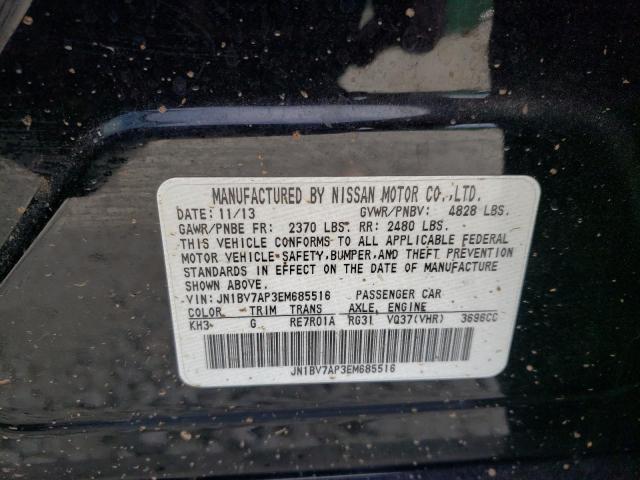 MANUFACTURED BY NISSAN MOTOR CO.,LTD.
DATE: 11/13 GVWR/PNBV: 4828 LBS.
GAWR/PNBE FR: 2370 LBS. RR: 2480 LBS.
THIS VEHICLE CONFORMS TO ALL APPLICABLE FEDERAL
MOTOR VEHICLE SAFETY, BUMPER, AND THEFT PREVENTION
STANDARDS IN EFFECT ON THE DATE OF MANUFACTURE
SHOWN ABOVE.
VIN: JN1BV7AP3EM685516 PASSENGER CAR
COLOR TRIM TRANS AXLE, ENGINE
KH3 G RE7R01A RG31 VQ37(VHR) 3696CC
JN1BV7AP3EM685516